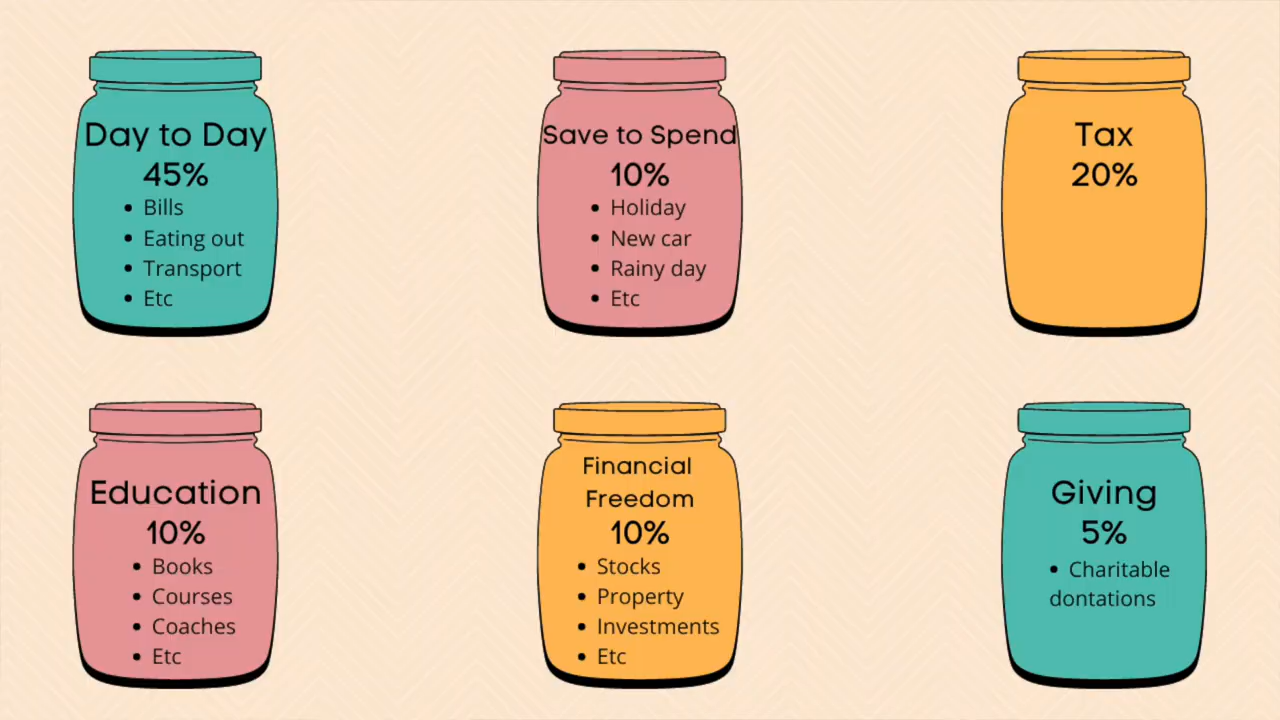 Day to Day
45%
• Bills
• Eating out
• Transport
• Etc
Save to Spend
10%
• Holiday
• New car
• Rainy day
• Etc
Tax
20%
Education
10%
• Books
• Courses
• Coaches
• Etc
Financial
Freedom
10%
• Stocks
• Property
• Investments
• Etc
Giving
5%
• Charitable
dontations